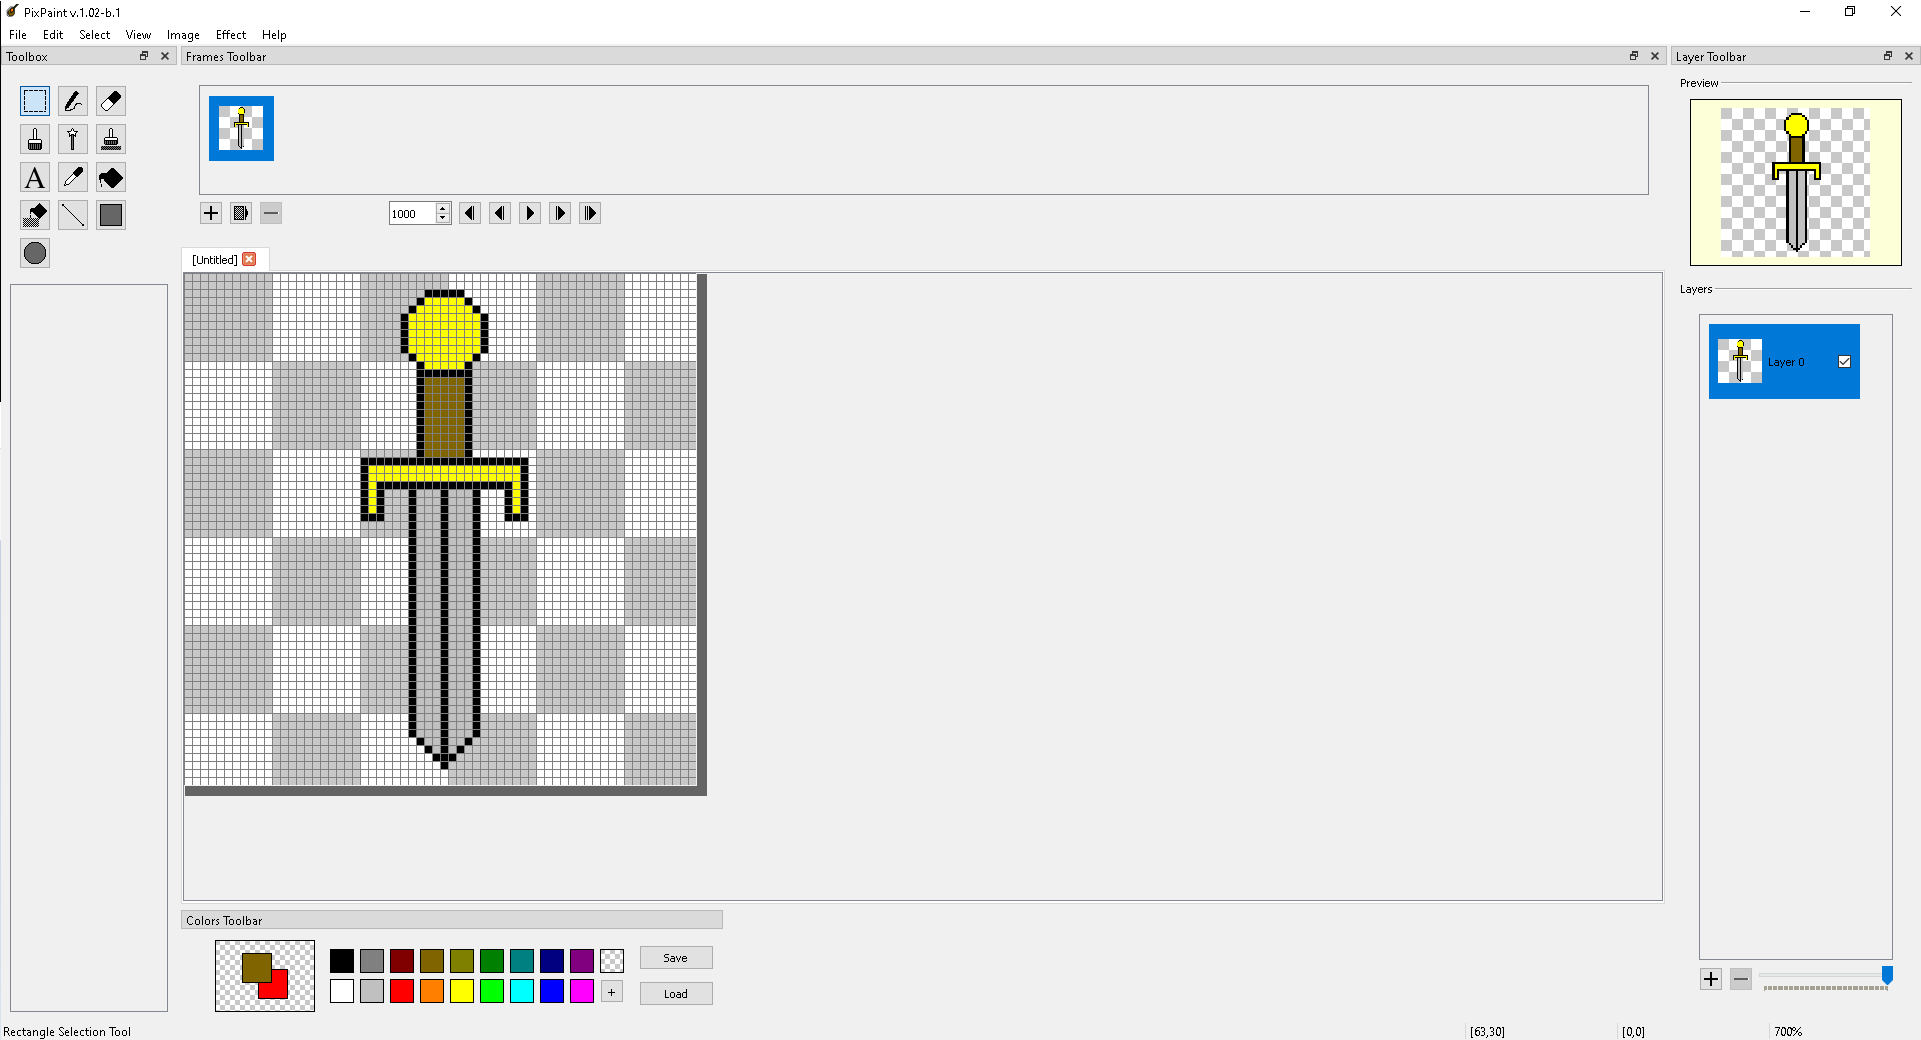 PixPaint v.1.02-b.1
File Edit Select View Image Effect Help
Toolbox
Frames Toolbar
Layer Toolbar
Preview
A
1000
[Untitled]
Layers
Layer 0
Colors Toolbar
Save
Load
Rectangle Selection Tool
[63,30]
[0,0]
700%